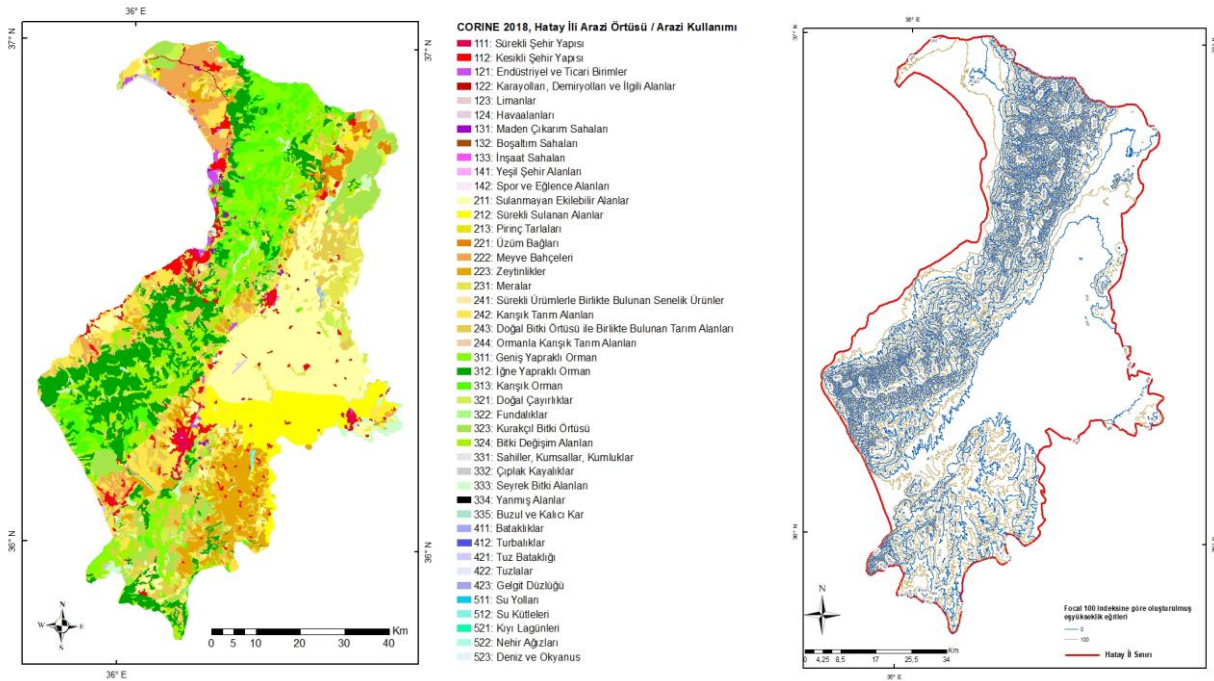 36° E
37° N
37° N
36° N
36° N
N
W
E
S
Km
0 5 10 20 30 40
36° E
CORINE 2018, Hatay İli Arazi Örtüsü / Arazi Kullanımı
111: Sürekli Şehir Yapısı
112: Kesikli Şehir Yapısı
121: Endüstriyel ve Ticari Birimler
122: Karayolları, Demiryolları ve İlgili Alanlar
123: Limanlar
124: Havaalanları
131: Maden Çıkarım Sahaları
132: Boşaltım Sahaları
133: İnşaat Sahaları
141: Yeşil Şehir Alanları
142: Spor ve Eğlence Alanları
211: Sulanmayan Ekilebilir Alanlar
212: Sürekli Sulanan Alanlar
213: Pirinç Tarlaları
221: Üzüm Bağları
222: Meyve Bahçeleri
223: Zeytinlikler
231: Meralar
241: Sürekli Ürümlerle Birlikte Bulunan Senelik Ürünler
242: Karışık Tarım Alanları
243: Doğal Bitki Örtüsü ile Birlikte Bulunan Tarım Alanları
244: Ormanla Karışık Tarım Alanları
311: Geniş Yapraklı Orman
312: İğne Yapraklı Orman
313: Karışık Orman
321: Doğal Çayırlıklar
322: Fundalıklar
323: Kurakçıl Bitki Örtüsü
324: Bitki Değişim Alanları
331: Sahiller, Kumsallar, Kumluklar
332: Çıplak Kayalıklar
333: Seyrek Bitki Alanları
334: Yanmış Alanlar
335: Buzul ve Kalıcı Kar
411: Bataklıklar
412: Turbalıklar
421: Tuz Bataklığı
422: Tuzlalar
423: Gelgit Düzlüğü
511: Su Yolları
512: Su Kütleleri
521: Kıyı Lagünleri
522: Nehir Ağızları
523: Deniz ve Okyanus
36° E
37° N
37° N
36° N
36° N
N
Km
0 4,25 8,5 17 25,5 34
Focal 100 Indeksine göre oluşturulmuş
eşyükseklik eğrileri
0
100
Hatay İl Sınırı
36° E